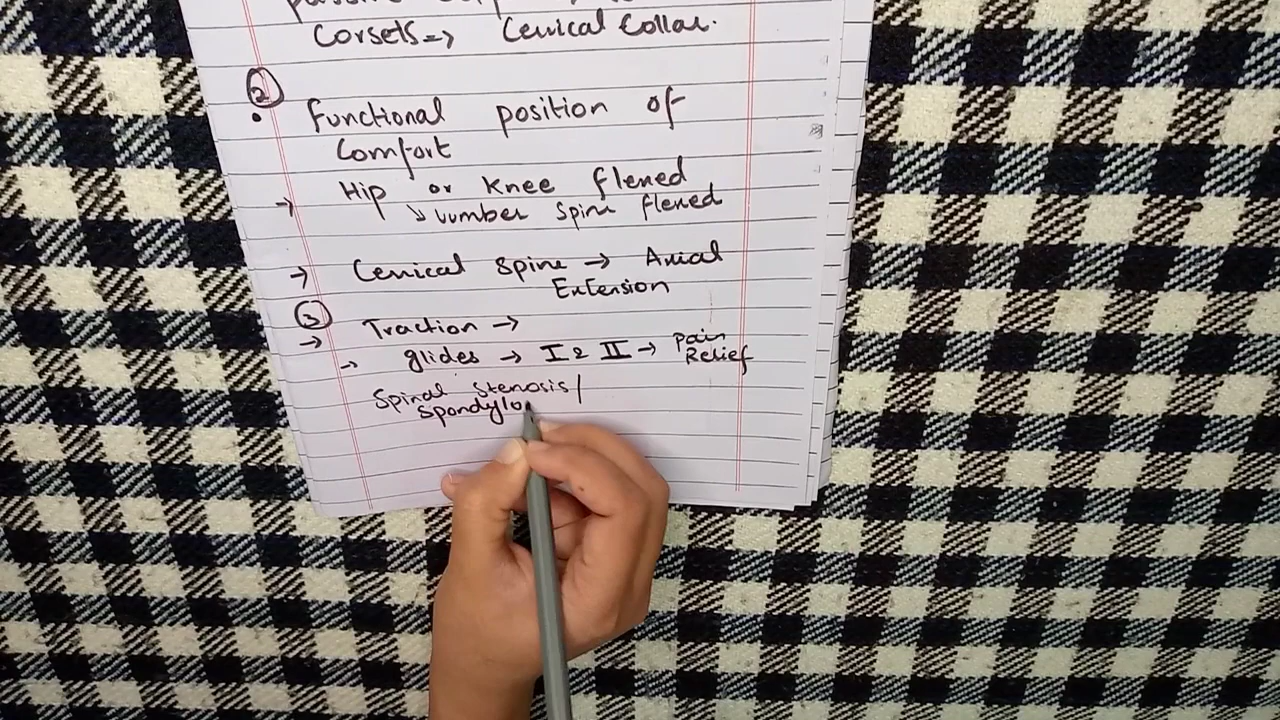 Corsets => Cervical Collar.
②
• Functional position of
Comfort
→ Hip or Knee flexed
↘ Lumber Spine flexed
→ Cervical Spine → Axial
Extension
③
→ Traction →
→ glides → I & II → Pain
Relief
Spinal Stenosis/
Spondylo